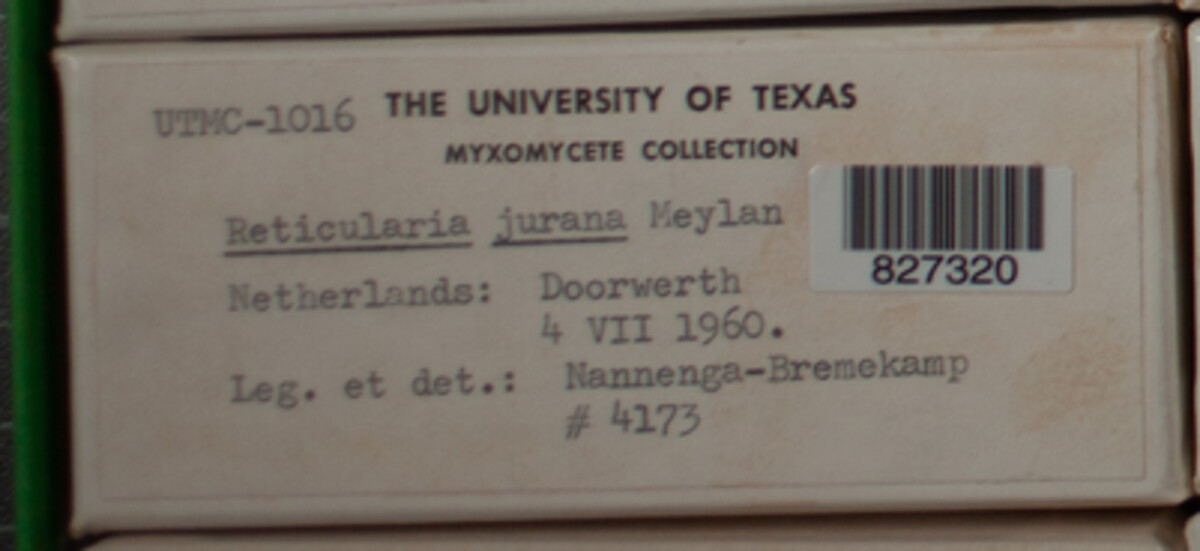 UTMC-1016 THE UNIVERSITY OF TEXAS
MYXOMYCETE COLLECTION
Reticularia jurana Meylan
827320
Netherlands: Doorwerth
4 VII 1960.
Leg. et det.: Nannenga-Bremekamp
# 4173